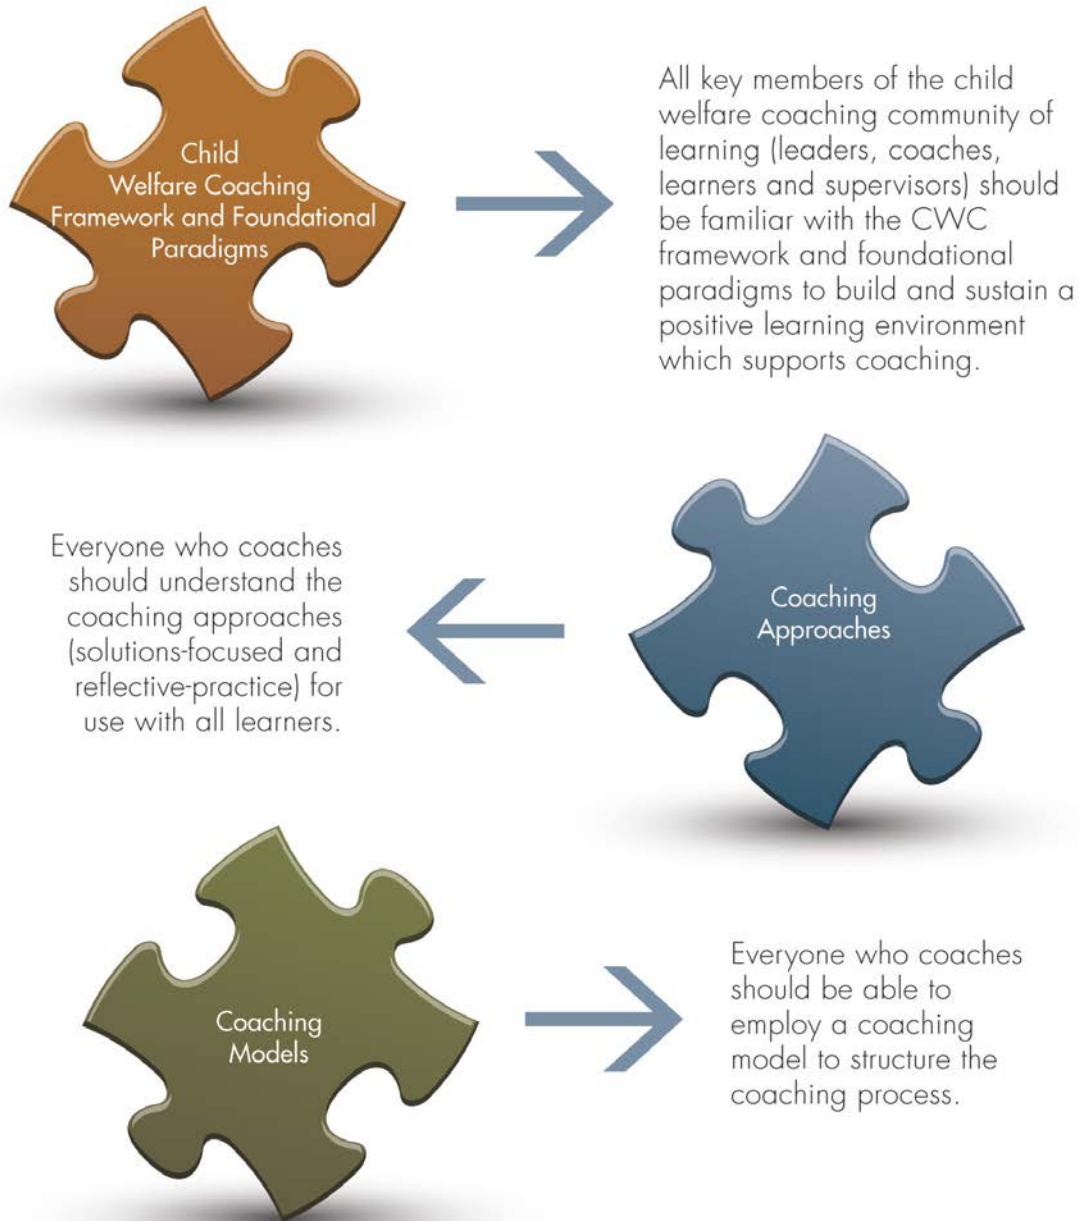 Child
Welfare Coaching
Framework and Foundational
Paradigms
All key members of the child
welfare coaching community of
learning (leaders, coaches,
learners and supervisors) should
be familiar with the CWC
framework and foundational
paradigms to build and sustain a
positive learning environment
which supports coaching.
Everyone who coaches
should understand the
coaching approaches
(solutions-focused and
reflective-practice) for
use with all learners.
Coaching
Approaches
Coaching
Models
Everyone who coaches
should be able to
employ a coaching
model to structure the
coaching process.